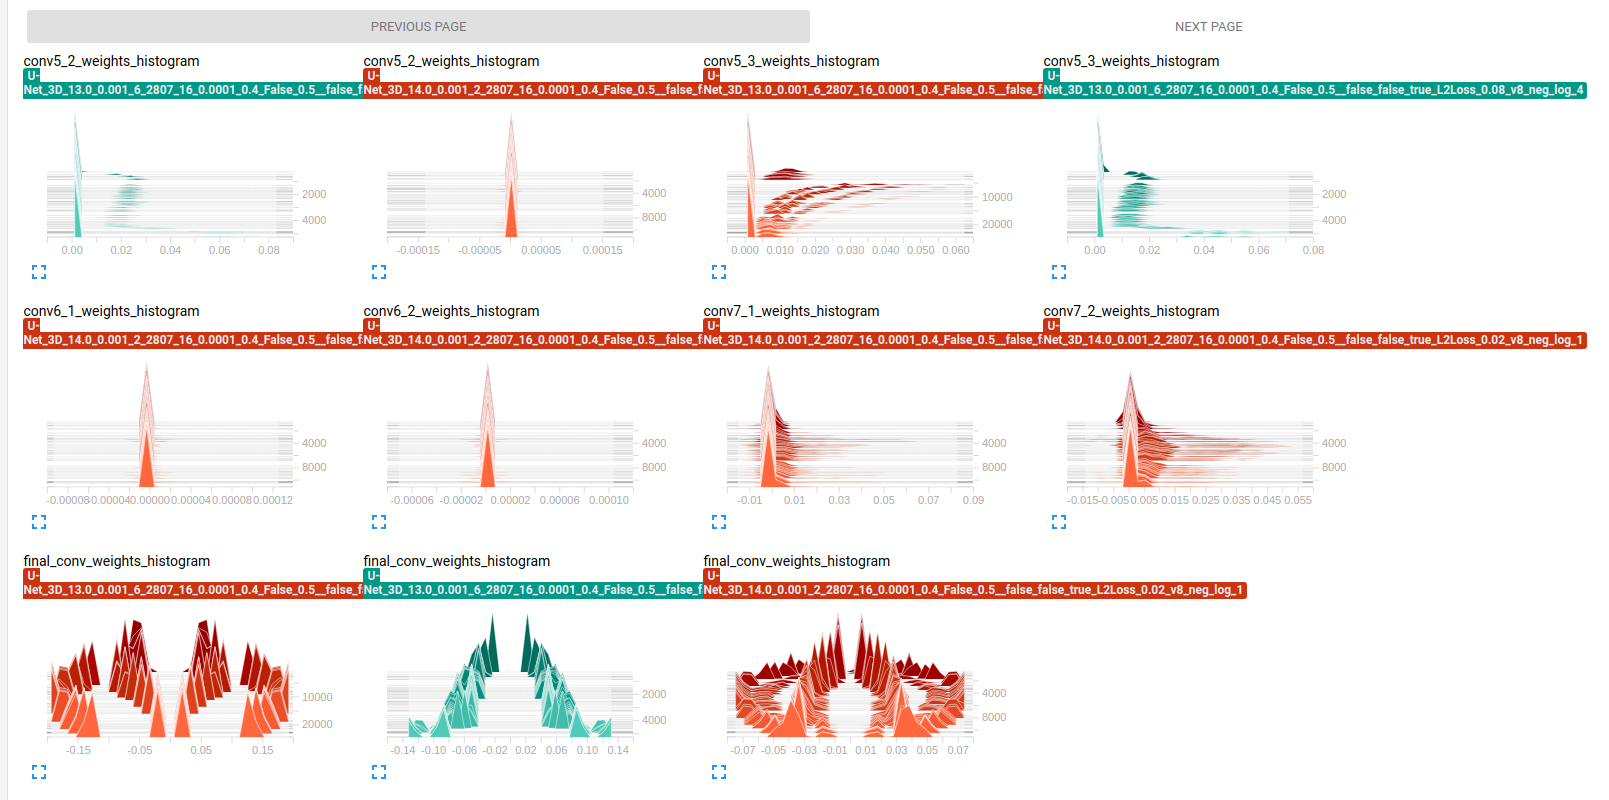 PREVIOUS PAGE NEXT PAGE
conv5_2_weights_histogram conv5_2_weights_histogram conv5_3_weights_histogram conv5_3_weights_histogram
U- U- U- U-
Net_3D_13.0_0.001_6_2807_16_0.0001_0.4_False_0.5__false_f Net_3D_14.0_0.001_2_2807_16_0.0001_0.4_False_0.5__false_f Net_3D_13.0_0.001_6_2807_16_0.0001_0.4_False_0.5__false_f Net_3D_13.0_0.001_6_2807_16_0.0001_0.4_False_0.5__false_false_true_L2Loss_0.08_v8_neg_log_4
2000 4000 10000 2000
4000 8000 20000 4000
0.00 0.02 0.04 0.06 0.08 -0.00015 -0.00005 0.00005 0.00015 0.000 0.010 0.020 0.030 0.040 0.050 0.060 0.00 0.02 0.04 0.06 0.08
conv6_1_weights_histogram conv6_2_weights_histogram conv7_1_weights_histogram conv7_2_weights_histogram
U- U- U- U-
Net_3D_14.0_0.001_2_2807_16_0.0001_0.4_False_0.5__false_f Net_3D_14.0_0.001_2_2807_16_0.0001_0.4_False_0.5__false_f Net_3D_14.0_0.001_2_2807_16_0.0001_0.4_False_0.5__false_f Net_3D_14.0_0.001_2_2807_16_0.0001_0.4_False_0.5__false_false_true_L2Loss_0.02_v8_neg_log_1
4000 4000 4000 4000
8000 8000 8000 8000
-0.00008 -0.00004 0.00000 0.00004 0.00008 0.00012 -0.00006 -0.00002 0.00002 0.00006 0.00010 -0.01 0.01 0.03 0.05 0.07 0.09 -0.015 -0.005 0.005 0.015 0.025 0.035 0.045 0.055
final_conv_weights_histogram final_conv_weights_histogram final_conv_weights_histogram
U- U- U-
Net_3D_13.0_0.001_6_2807_16_0.0001_0.4_False_0.5__false_f Net_3D_13.0_0.001_6_2807_16_0.0001_0.4_False_0.5__false_f Net_3D_14.0_0.001_2_2807_16_0.0001_0.4_False_0.5__false_false_true_L2Loss_0.02_v8_neg_log_1
10000 2000 4000
20000 4000 8000
-0.15 -0.05 0.05 0.15 -0.14 -0.10 -0.06 -0.02 0.02 0.06 0.10 0.14 -0.07 -0.05 -0.03 -0.01 0.01 0.03 0.05 0.07